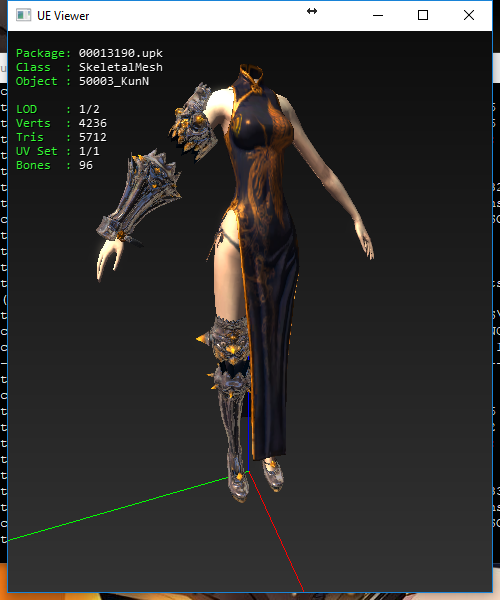 UE Viewer
Package: 00013190.upk
Class : SkeletalMesh
Object : 50003_KunN
LOD : 1/2
Verts : 4236
Tris : 5712
UV Set : 1/1
Bones : 96